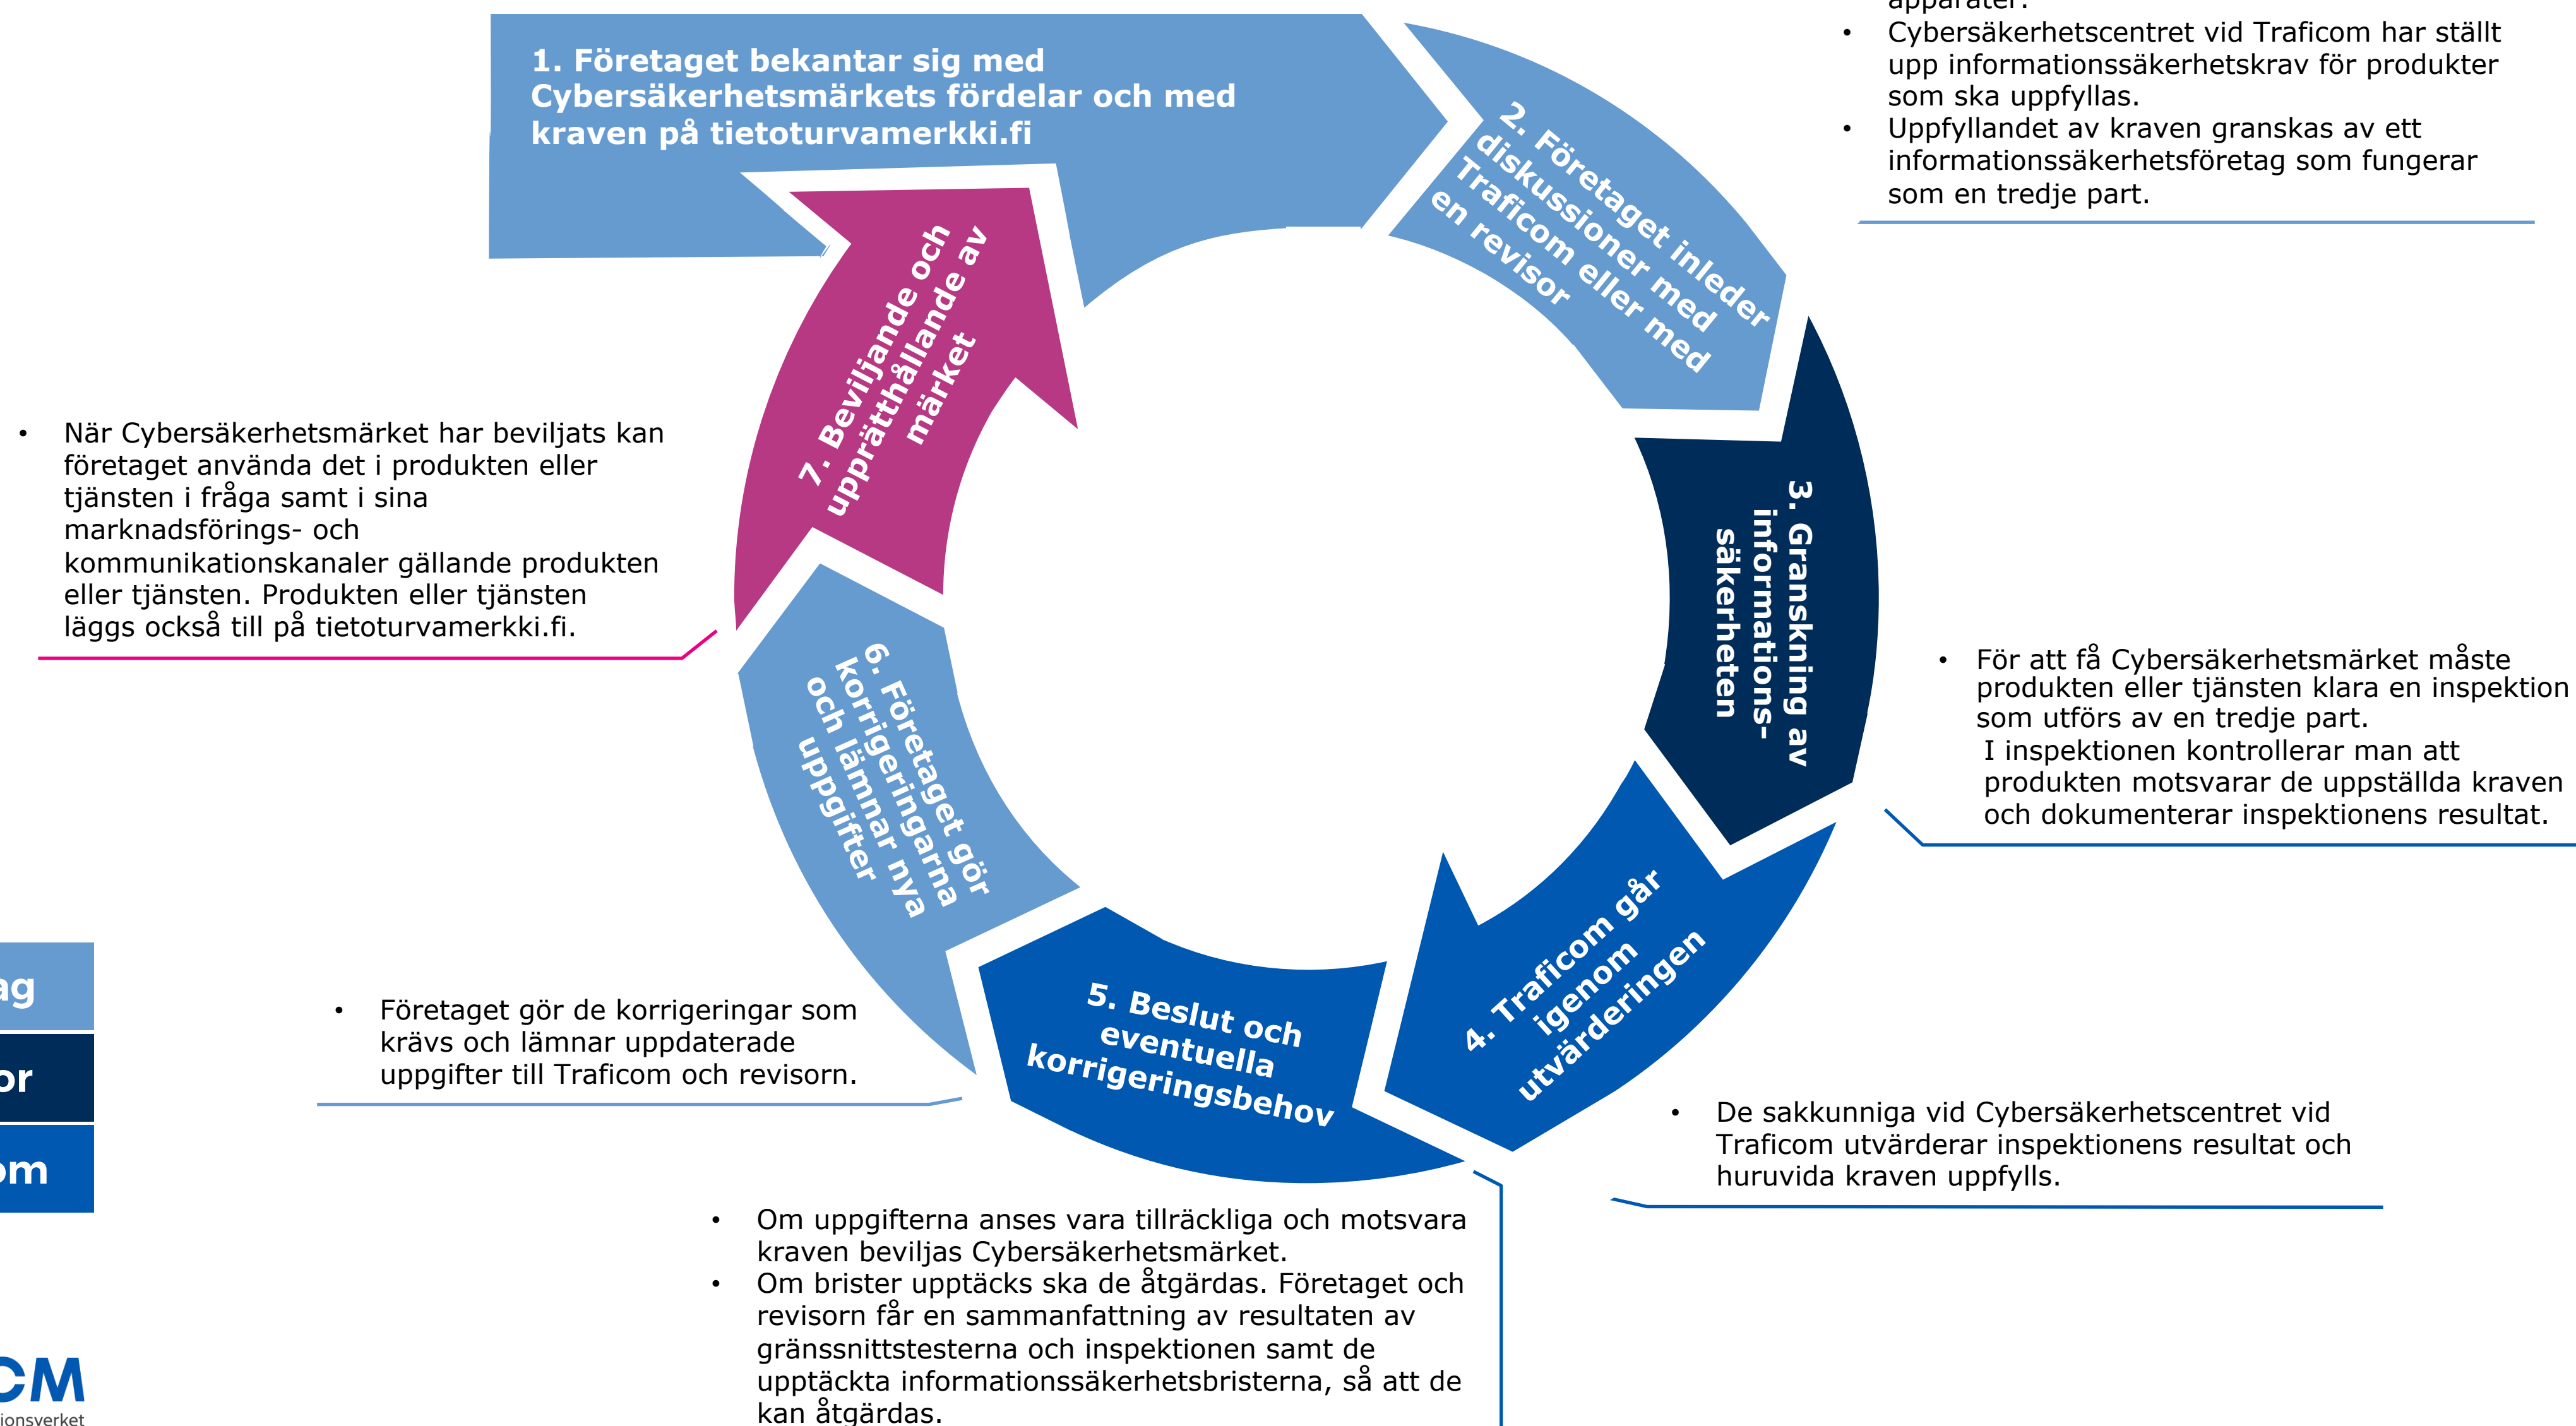 1. Företaget bekantar sig med
Cybersäkerhetsmärkets fördelar och med
kraven på tietoturvamerkki.fi
2. Företaget inleder
diskussioner med
Traficom eller med
en revisor
apparater.
• Cybersäkerhetscentret vid Traficom har ställt
upp informationssäkerhetskrav för produkter
som ska uppfyllas.
• Uppfyllandet av kraven granskas av ett
informationssäkerhetsföretag som fungerar
som en tredje part.
3. Granskning av
informations-
säkerheten
• För att få Cybersäkerhetsmärket måste
produkten eller tjänsten klara en inspektion
som utförs av en tredje part.
I inspektionen kontrollerar man att
produkten motsvarar de uppställda kraven
och dokumenterar inspektionens resultat.
4. Traficom går
igenom
utvärderingen
• De sakkunniga vid Cybersäkerhetscentret vid
Traficom utvärderar inspektionens resultat och
huruvida kraven uppfylls.
5. Beslut och
eventuella
korrigeringsbehov
• Om uppgifterna anses vara tillräckliga och motsvara
kraven beviljas Cybersäkerhetsmärket.
• Om brister upptäcks ska de åtgärdas. Företaget och
revisorn får en sammanfattning av resultaten av
gränssnittstesterna och inspektionen samt de
upptäckta informationssäkerhetsbristerna, så att de
kan åtgärdas.
6. Företaget gör
korrigeringarna
och lämnar nya
uppgifter
• Företaget gör de korrigeringar som
krävs och lämnar uppdaterade
uppgifter till Traficom och revisorn.
7. Beviljande och
upprätthållande av
märket
• När Cybersäkerhetsmärket har beviljats kan
företaget använda det i produkten eller
tjänsten i fråga samt i sina
marknadsförings- och
kommunikationskanaler gällande produkten
eller tjänsten. Produkten eller tjänsten
läggs också till på tietoturvamerkki.fi.
ag
or
om
CM
ionsverket